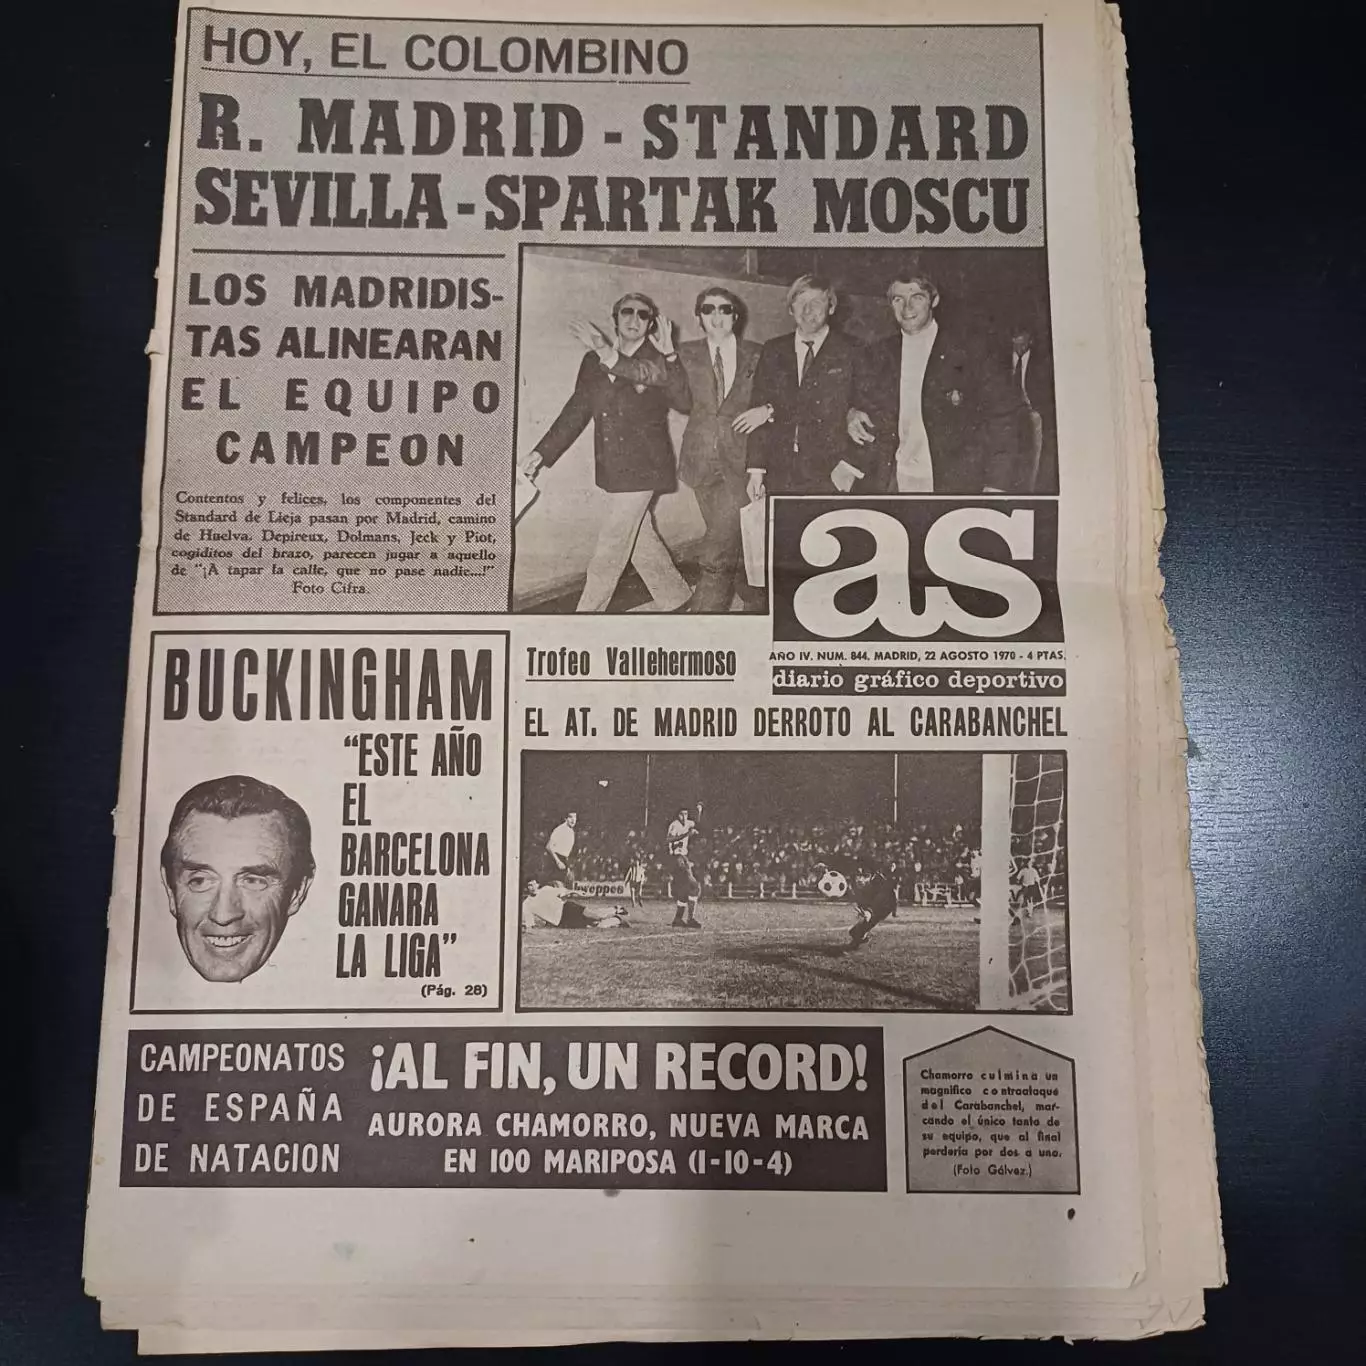 HOY, EL COLOMBINO
R. MADRID - STANDARD
SEVILLA - SPARTAK MOSCU
LOS MADRIDIS-
TAS ALINEARAN
EL EQUIPO
CAMPEON
Contentos y felices, los componentes del
Standard de Lieja pasan por Madrid, camino
de Huelva. Depireux, Dolmans, Jeck y Piot,
cogiditos del brazo, parecen jugar a aquello
de "¡A tapar la calle, que no pase nadie...!"
Foto Cifra.
as
AÑO IV. NUM. 844. MADRID, 22 AGOSTO 1970 - 4 PTAS.
diario gráfico deportivo
BUCKINGHAM
"ESTE AÑO
EL
BARCELONA
GANARA
LA LIGA"
(Pág. 28)
Trofeo Vallehermoso
EL AT. DE MADRID DERROTO AL CARABANCHEL
weppes
CAMPEONATOS
DE ESPAÑA
DE NATACION
¡AL FIN, UN RECORD!
AURORA CHAMORRO, NUEVA MARCA
EN 100 MARIPOSA (1-10-4)
Chamorro culmina un
magnífico contraataque
del Carabanchel, mar-
cando el único tanto de
su equipo, que al final
perdería por dos a uno.
(Foto Gálvez.)